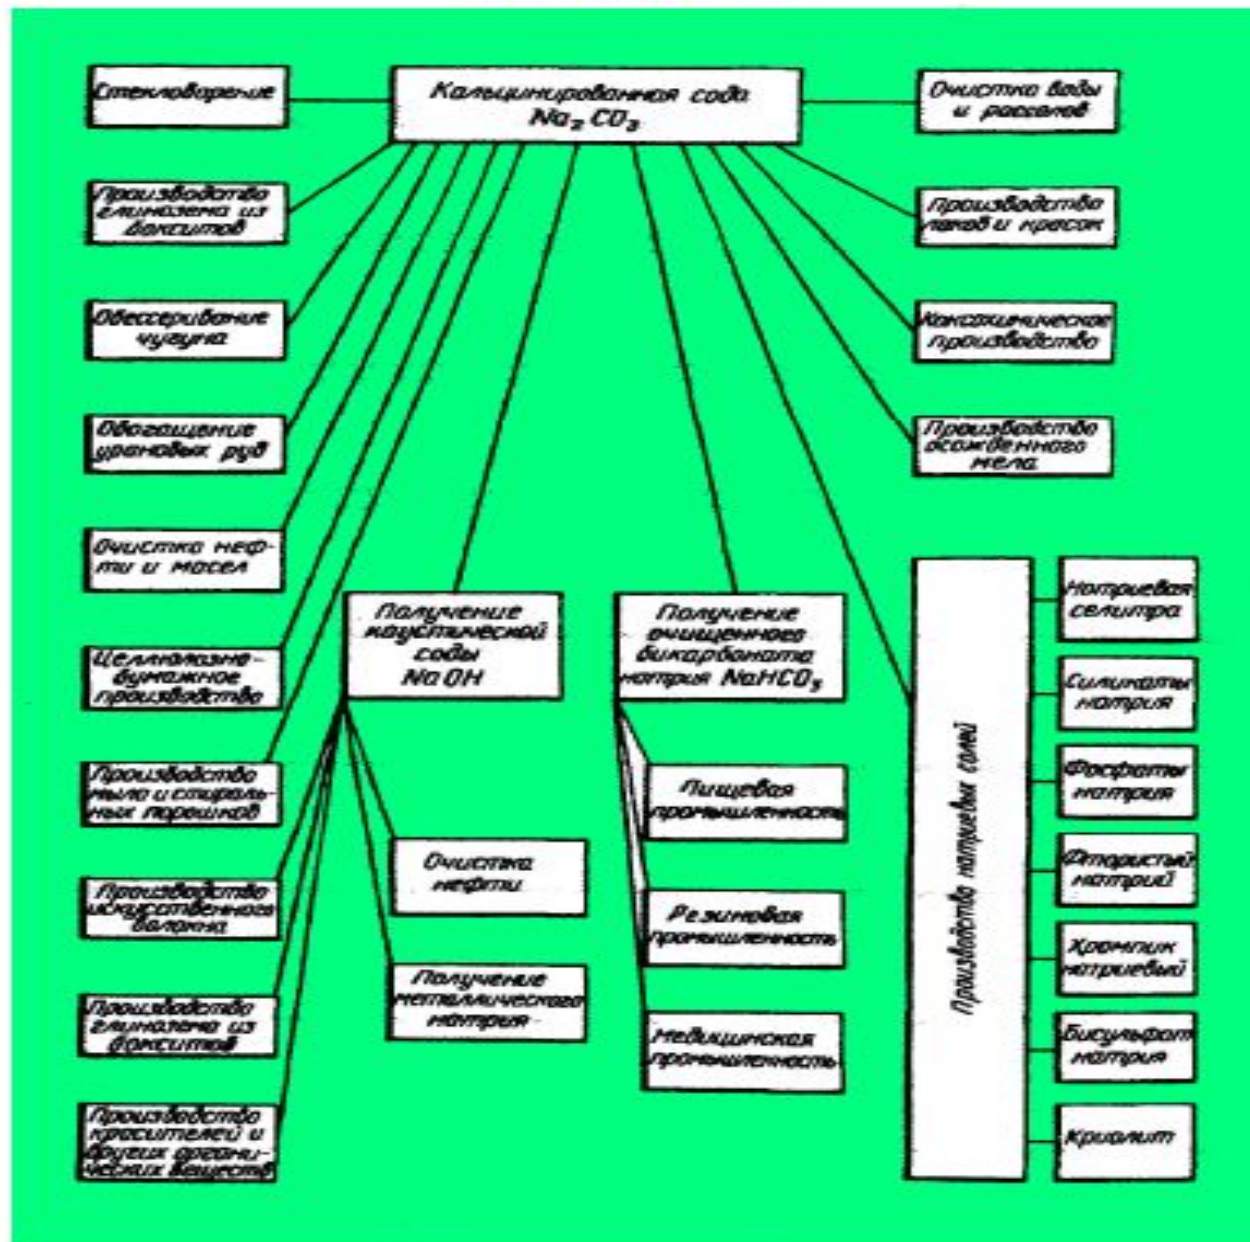 Стекловарение
Кальцинированная сода
Na₂CO₃
Очистка воды
и рассолов
Производство
глинозема из
бокситов
Производство
лаков и красок
Обессеривание
чугуна
Коксохимическое
производство
Обогащение
урановых руд
Производство
осажденного
мела
Очистка неф-
ти и масел
Целлюлозно-
бумажное
производство
Производство
мыла и стираль-
ных порошков
Производство
искусственного
волокна
Производство
глинозема из
бокситов
Производство
красителей и
других органи-
ческих веществ
Получение
каустической
соды
NaOH
Очистка
нефти
Получение
металлического
натрия
Получение
очищенного
бикарбоната
натрия NaHCO₃
Пищевая
промышленность
Резиновая
промышленность
Медицинская
промышленность
Производство натриевых солей
Натриевая
селитра
Силикаты
натрия
Фосфаты
натрия
Фтористый
натрий
Хромпик
натриевый
Бисульфат
натрия
Криолит